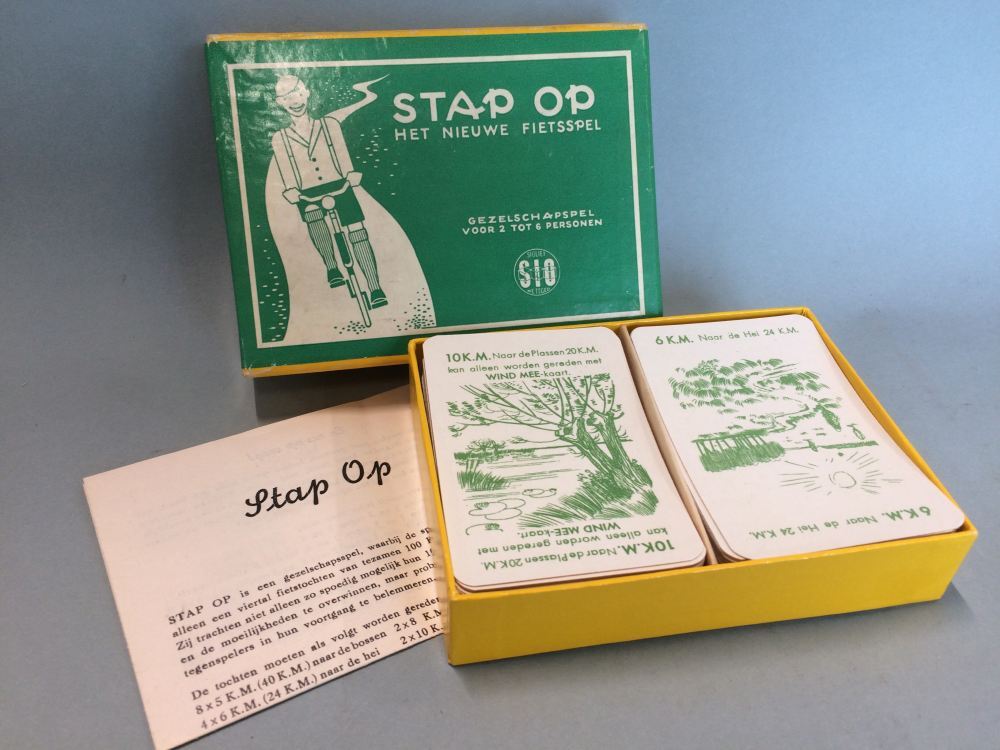 STAP OP
HET NIEUWE FIETSSPEL
GEZELSCHAPSPEL
VOOR 2 TOT 6 PERSONEN
SIO
10 K.M. Naar de Plassen 20 K.M.
kan alleen worden gereden met
WIND MEE-kaart.
10 K.M. Naar de Plassen 20 K.M.
kan alleen worden gereden met
WIND MEE-kaart.
6 K.M. Naar de Hei 24 K.M.
6 K.M. Naar de Hei 24 K.M.
Stap Op
STAP OP is een gezelschapsspel, waarbij de
alleen een viertal fietstochten van tezamen 100
Zij trachten niet alleen zo spoedig mogelijk hun
en de moeilijkheden te overwinnen, maar
tegenspelers in hun voortgang te belemmeren.
De tochten moeten als volgt worden
8 x 5 K.M. (40 K.M.) naar de bossen 2 x 8 K.M.
4 x 6 K.M. (24 K.M.) naar de hei 2 x 10 K.